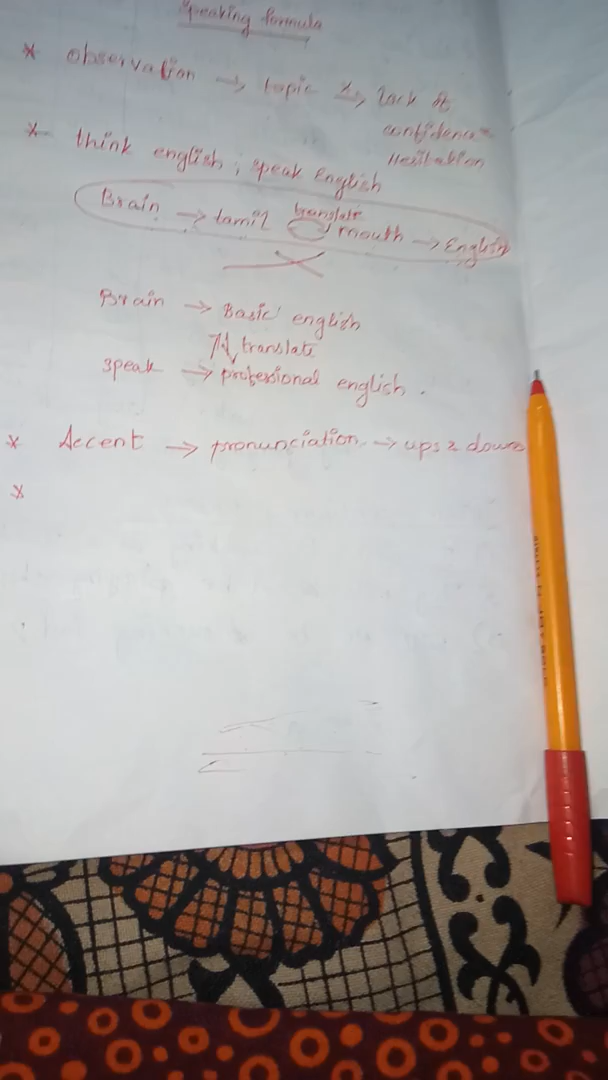 Speaking formula
* Observation → topic → lack of
confidence
Hesitation
* think english, speak English
Brain → tamil translate mouth → English
Brain → Basic english
translate
speak → professional english.
* Accent → pronunciation → ups & down
*